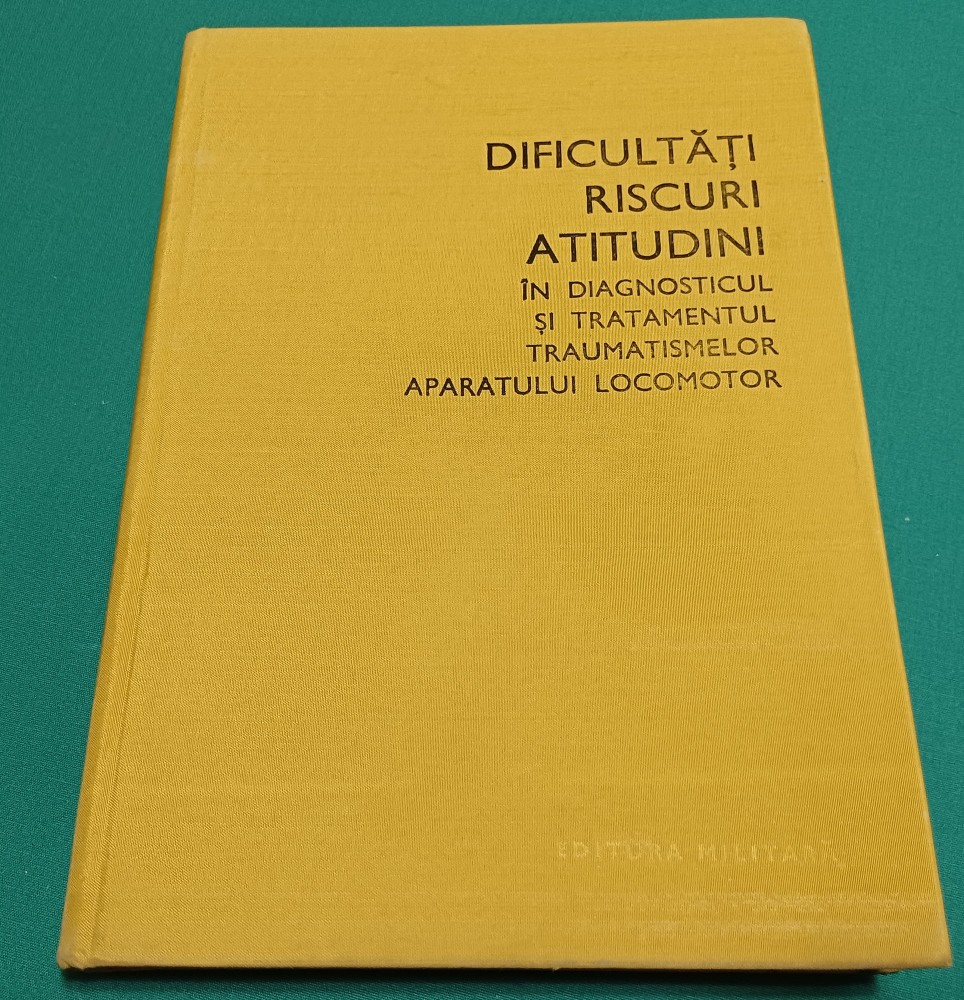 DIFICULTĂȚI
RISCURI
ATITUDINI
ÎN DIAGNOSTICUL
ȘI TRATAMENTUL
TRAUMATISMELOR
APARATULUI LOCOMOTOR
EDITURA MILITARĂ